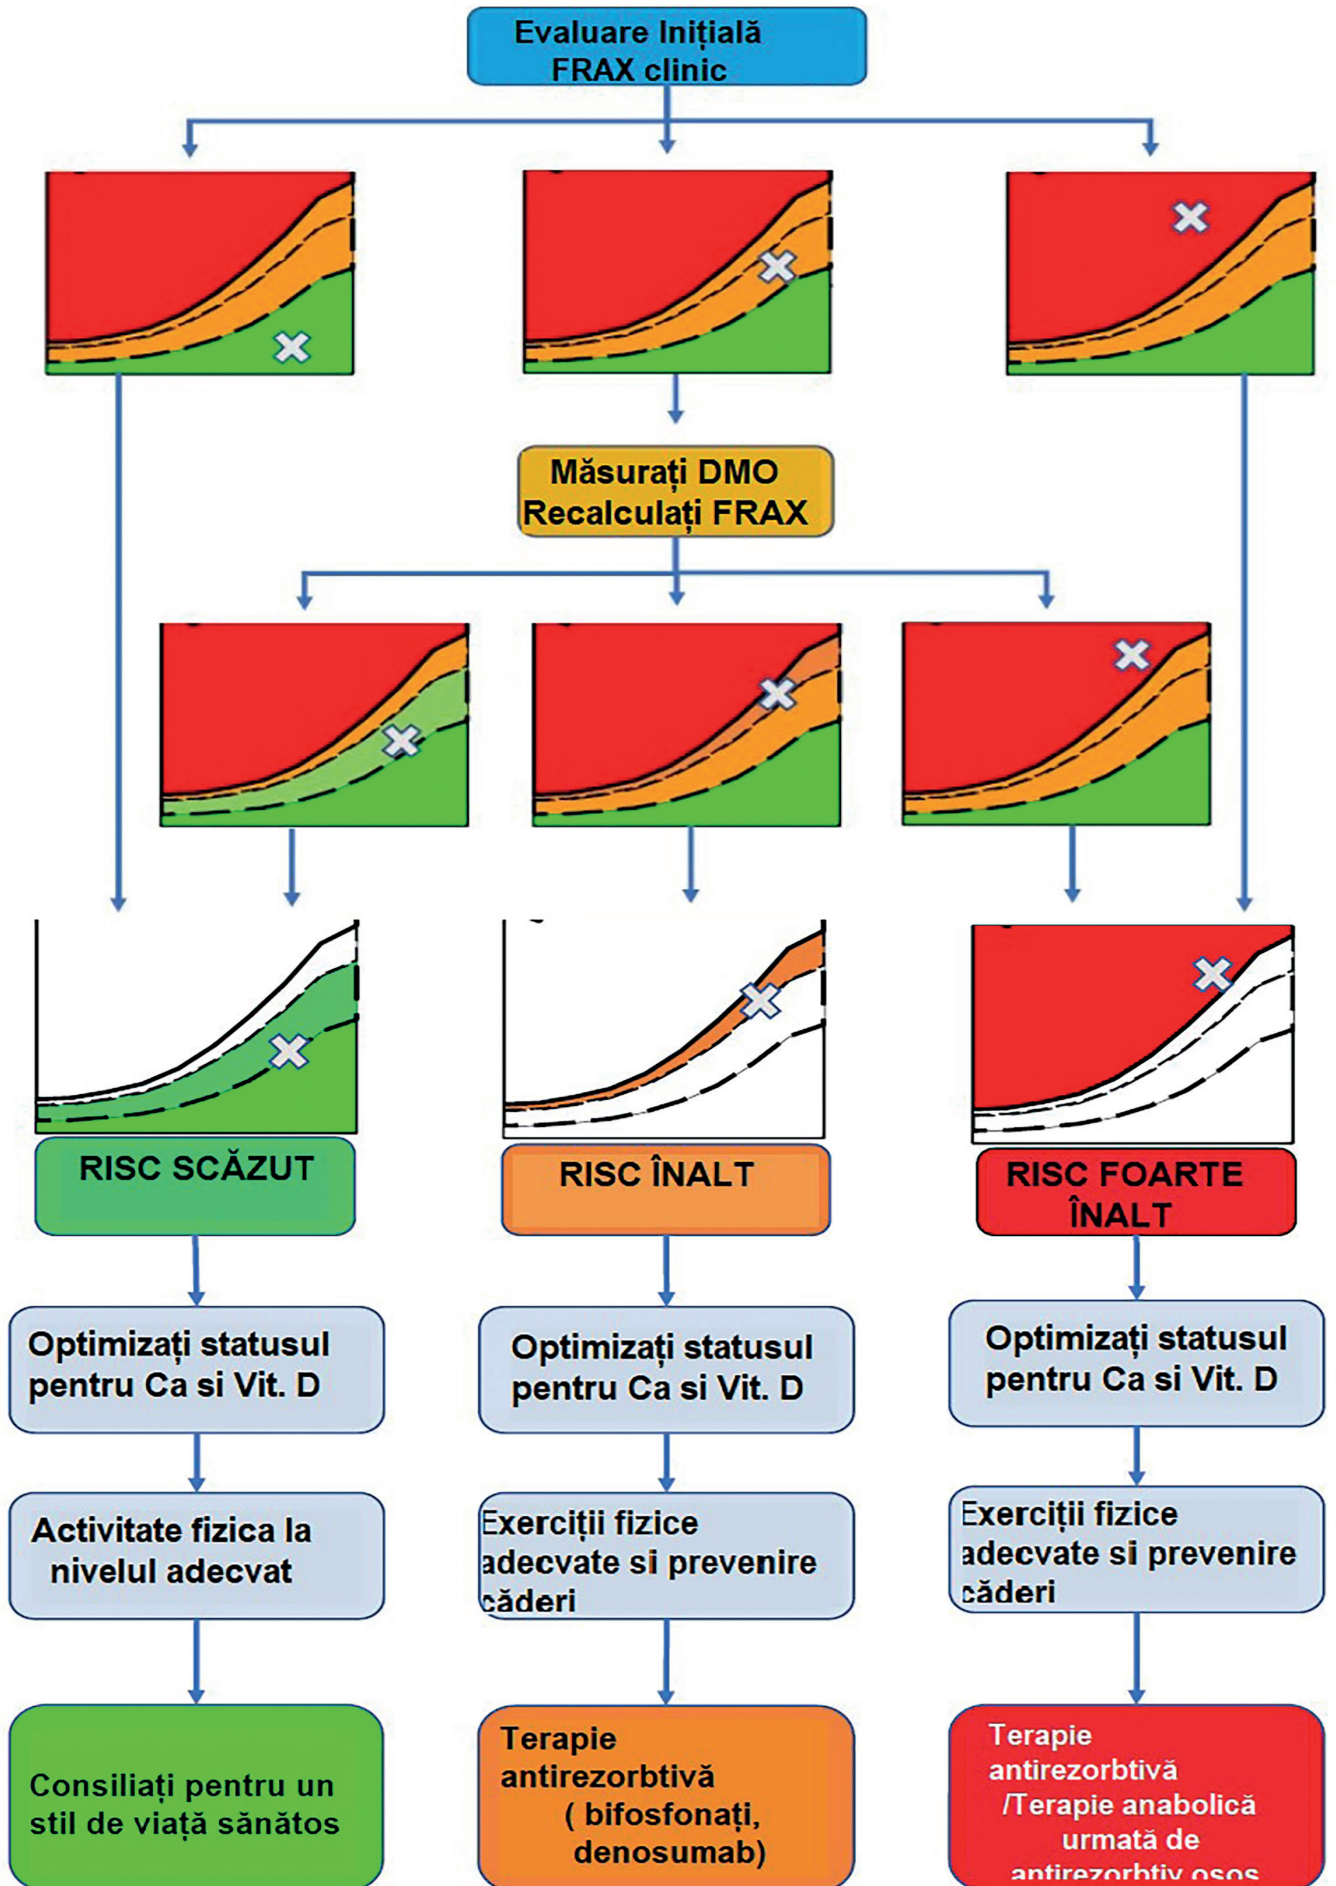 Evaluare Inițială
FRAX clinic
Măsurați DMO
Recalculați FRAX
RISC SCĂZUT
RISC ÎNALT
RISC FOARTE
ÎNALT
Optimizați statusul
pentru Ca si Vit. D
Optimizați statusul
pentru Ca si Vit. D
Optimizați statusul
pentru Ca si Vit. D
Activitate fizica la
nivelul adecvat
Exerciții fizice
adecvate si prevenire
căderi
Exerciții fizice
adecvate si prevenire
căderi
Consiliați pentru un
stil de viață sănătos
Terapie
antirezorbtivă
( bifosfonați,
denosumab)
Terapie
antirezorbtivă
/Terapie anabolică
urmată de
antirezorbtiv osos